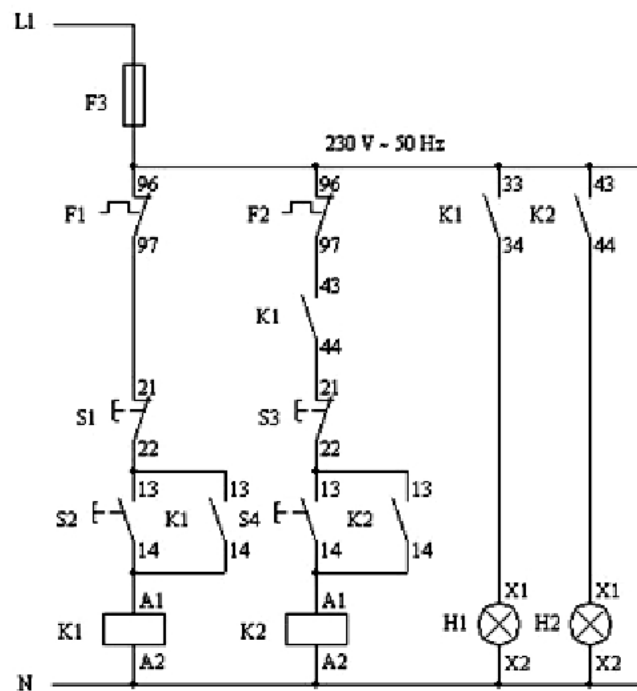 L1
F3
230 V ~ 50 Hz
96 96 33 43
F1 F2 K1 K2
97 97 34 44
43
K1
44
21 21
S1 S3
22 22
13 13 13 13
S2 K1 S4 K2
14 14 14 14
A1 A1 X1 X1
K1 K2 H1 H2
A2 A2 X2 X2
N